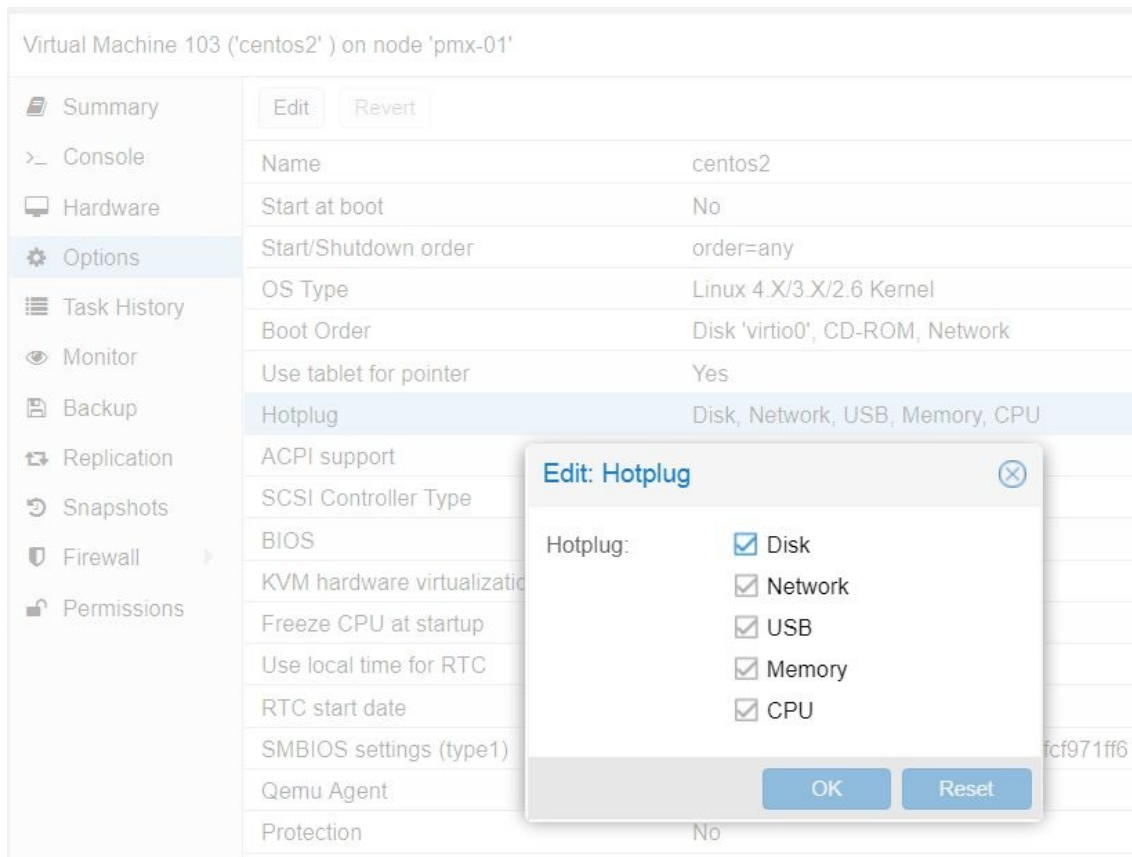 Virtual Machine 103 ('centos2' ) on node 'pmx-01'
Summary
Console
Hardware
Options
Task History
Monitor
Backup
Replication
Snapshots
Firewall
Permissions
Edit Revert
Name centos2
Start at boot No
Start/Shutdown order order=any
OS Type Linux 4.X/3.X/2.6 Kernel
Boot Order Disk 'virtio0', CD-ROM, Network
Use tablet for pointer Yes
Hotplug Disk, Network, USB, Memory, CPU
ACPI support
SCSI Controller Type
BIOS
KVM hardware virtualizatio
Freeze CPU at startup
Use local time for RTC
RTC start date
SMBIOS settings (type1) fcf971ff6
Qemu Agent
Protection No
Edit: Hotplug
Hotplug: Disk
Network
USB
Memory
CPU
OK Reset